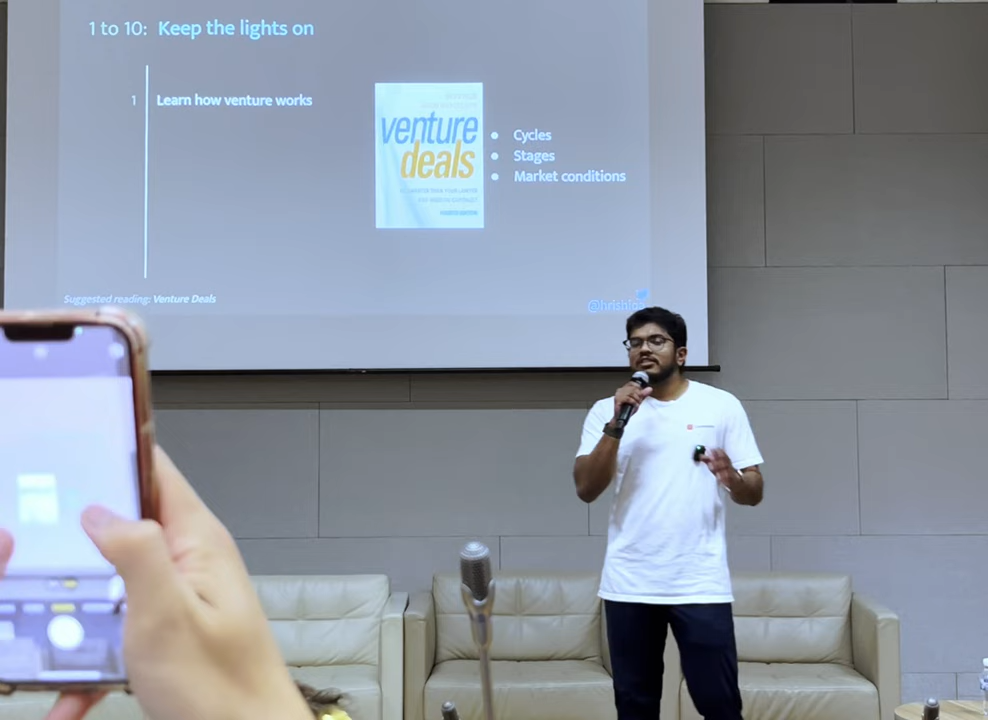 1 to 10: Keep the lights on
1 Learn how venture works
venture
deals
• Cycles
• Stages
• Market conditions
Suggested reading: Venture Deals